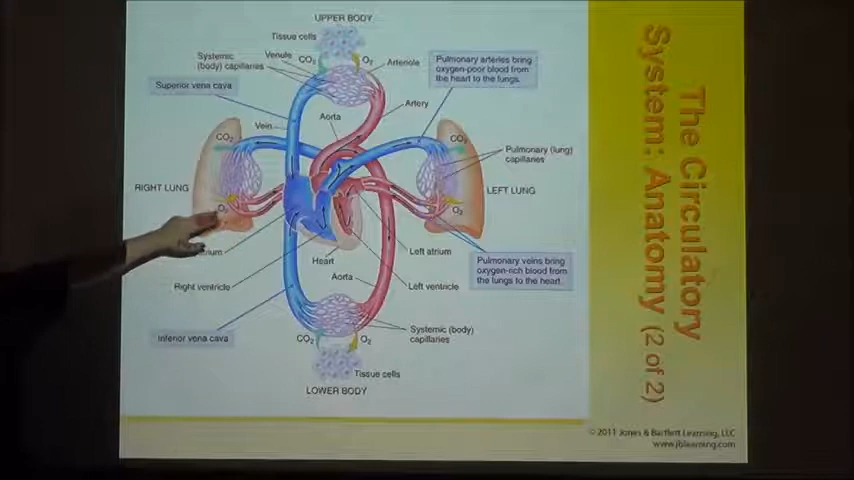 UPPER BODY
Tissue cells
Systemic
(body) capillaries
Venule
CO2
O2
Arteriole
Pulmonary arteries bring
oxygen-poor blood from
the heart to the lungs.
Superior vena cava
Artery
Vein
Aorta
CO2
CO2
Pulmonary (lung)
capillaries
RIGHT LUNG
LEFT LUNG
O2
O2
atrium
Left atrium
Heart
Pulmonary veins bring
oxygen-rich blood from
the lungs to the heart.
Right ventricle
Aorta
Left ventricle
Inferior vena cava
CO2
O2
Systemic (body)
capillaries
Tissue cells
LOWER BODY
The Circulatory
System: Anatomy (2 of 2)
© 2011 Jones & Bartlett Learning, LLC
www.jblearning.com